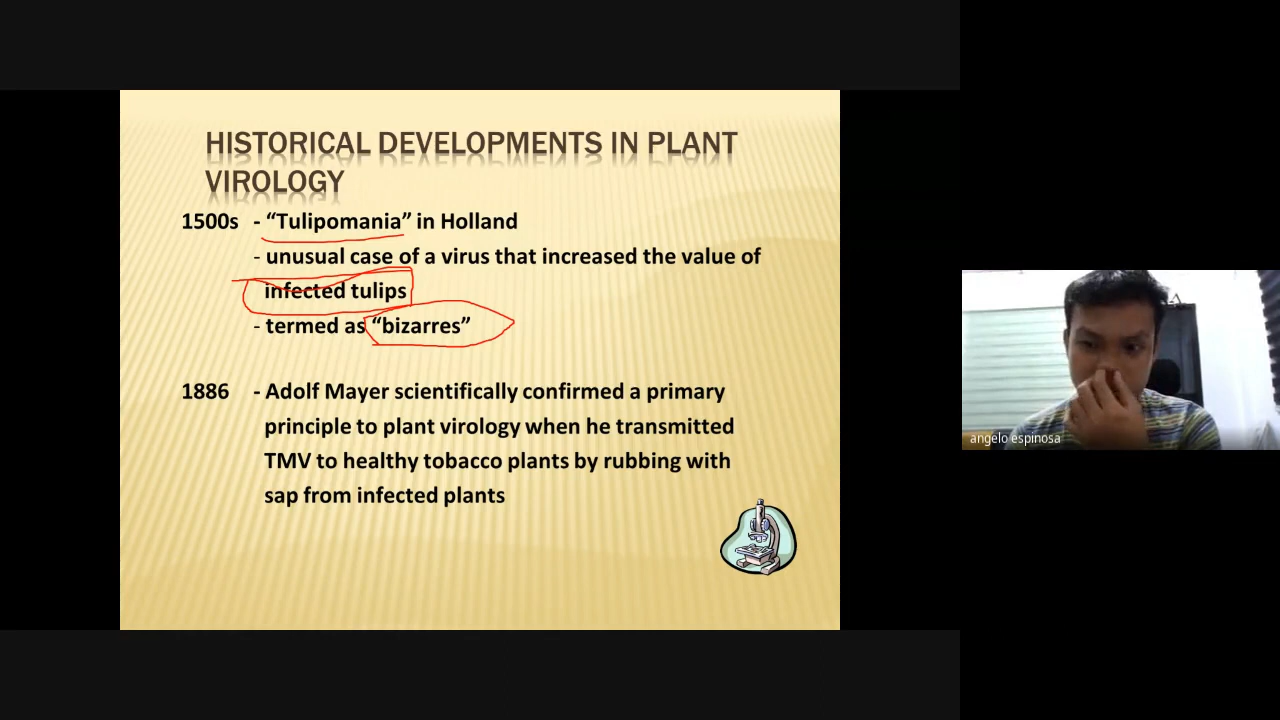 HISTORICAL DEVELOPMENTS IN PLANT
VIROLOGY
1500s - “Tulipomania” in Holland
- unusual case of a virus that increased the value of
infected tulips
- termed as “bizarres”
1886 - Adolf Mayer scientifically confirmed a primary
principle to plant virology when he transmitted
TMV to healthy tobacco plants by rubbing with
sap from infected plants
angelo espinosa